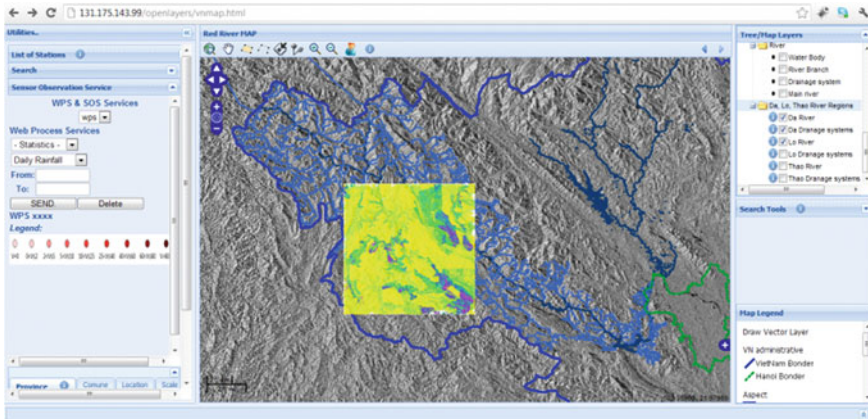 131.175.143.99/openlayers/vnmap.html
Utilities..
List of Stations
Search
Sensor Observation Service
WPS & SOS Services
wps
Web Process Services
- Statistics -
Daily Rainfall
From:
To:
SEND.
Delete
WPS xxxx
Legend:
Province
Comune
Location
Scale
Red River MAP
Tree/Map Layers
River
Water Body
River Branch
Drainage system
Main river
Da, Lo, Thao River Regions
Da River
Da Dranage systems
Lo River
Lo Dranage systems
Thao River
Thao Dranage systems
Search Tools
Map Legend
Draw Vector Layer
VN adminstrative
VietNam Bonder
Hanoi Bonder
Aspect